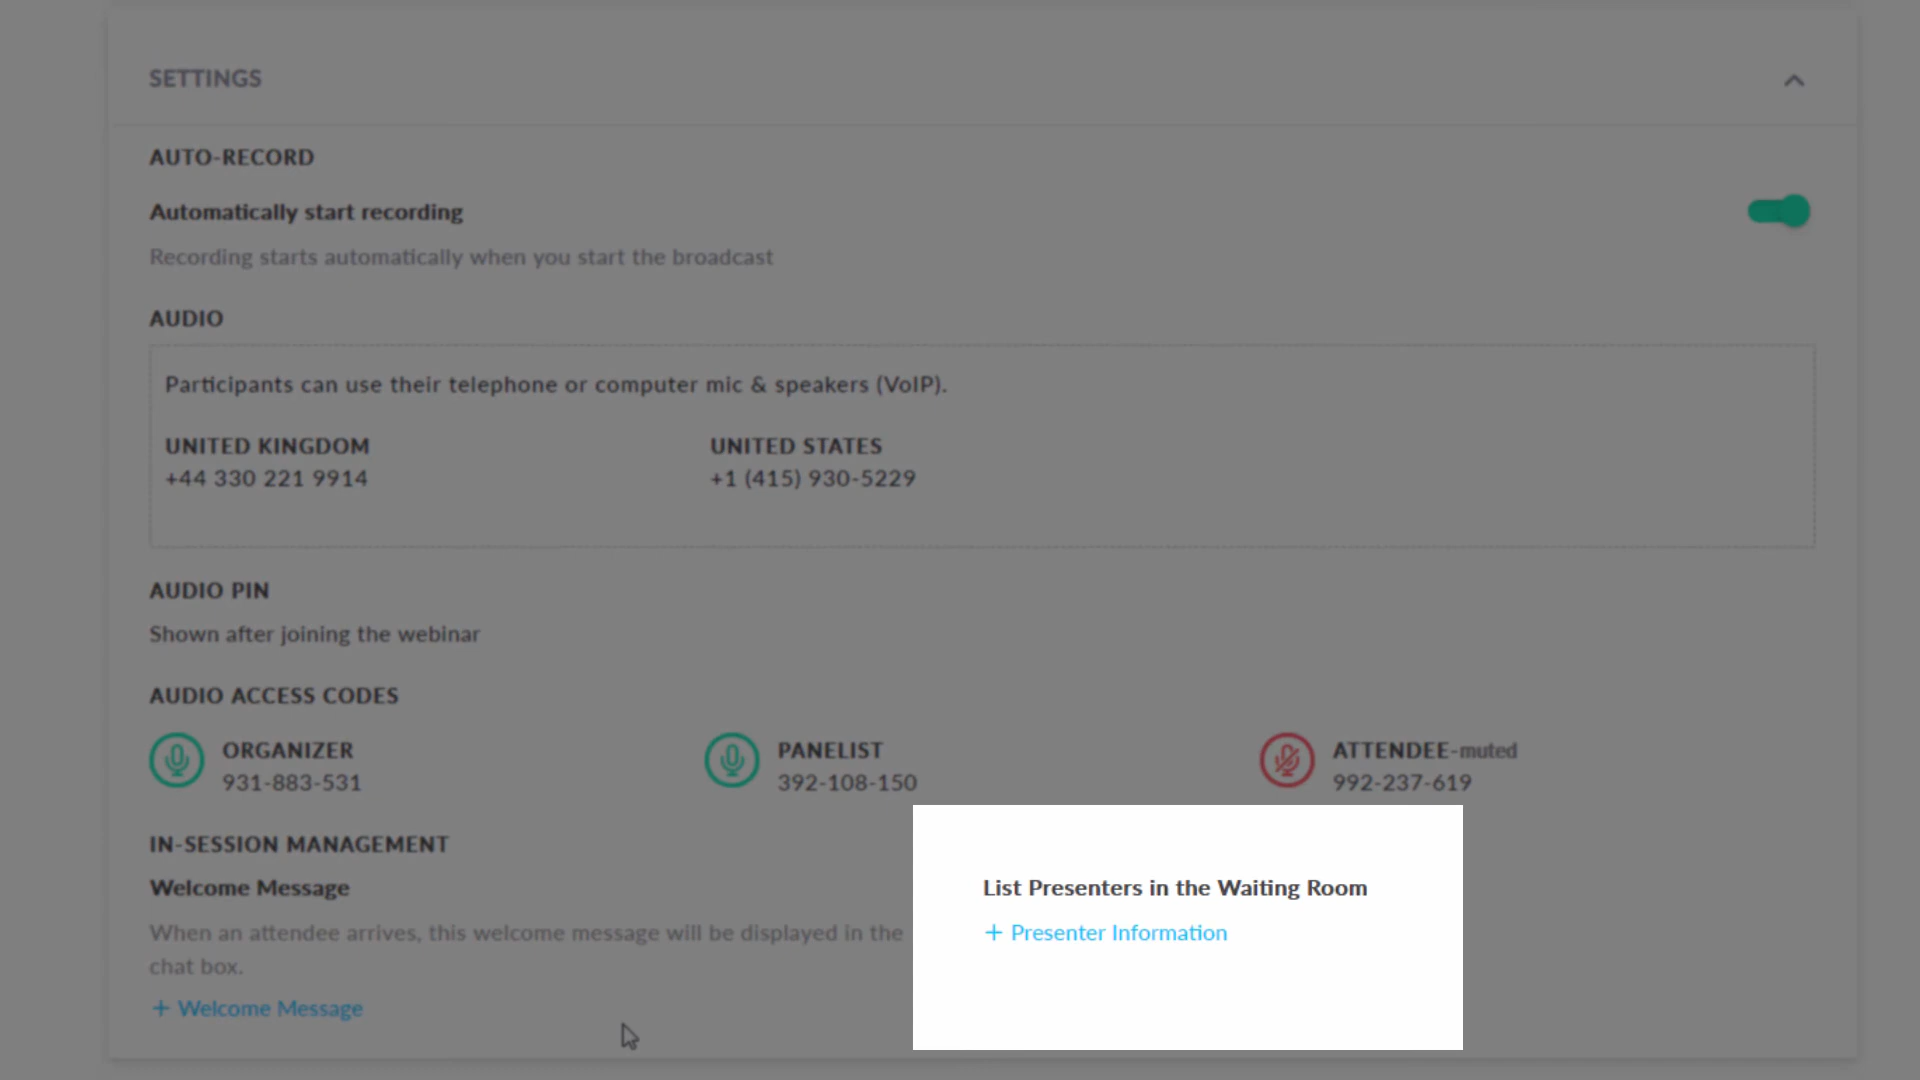 SETTINGS
AUTO-RECORD
Automatically start recording
Recording starts automatically when you start the broadcast
AUDIO
Participants can use their telephone or computer mic & speakers (VoIP).
UNITED KINGDOM
+44 330 221 9914
UNITED STATES
+1 (415) 930-5229
AUDIO PIN
Shown after joining the webinar
AUDIO ACCESS CODES
ORGANIZER
931-883-531
PANELIST
392-108-150
ATTENDEE-muted
992-237-619
IN-SESSION MANAGEMENT
Welcome Message
When an attendee arrives, this welcome message will be displayed in the
chat box.
+ Welcome Message
List Presenters in the Waiting Room
+ Presenter Information